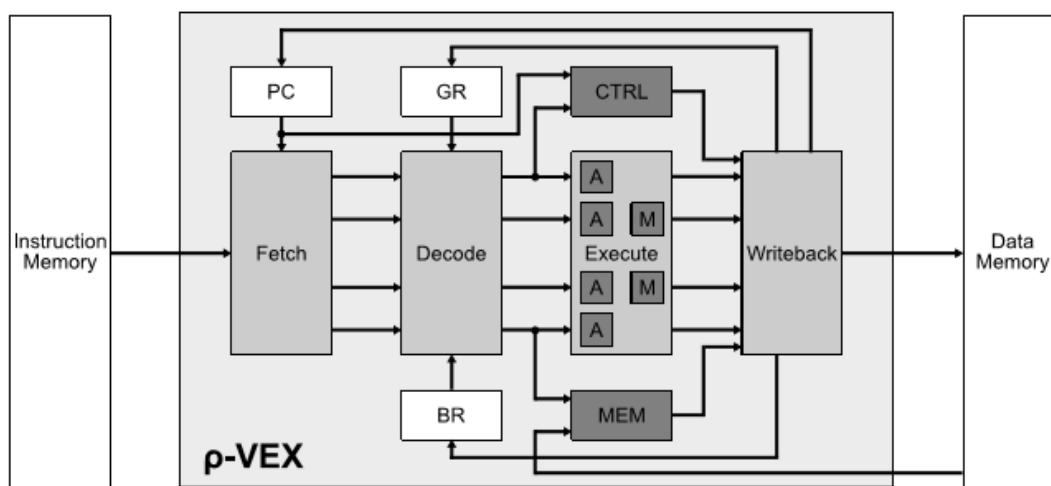 PC
GR
CTRL
A
A
M
Instruction
Memory
Fetch
Decode
Execute
Writeback
Data
Memory
A
M
A
BR
MEM
ρ-VEX